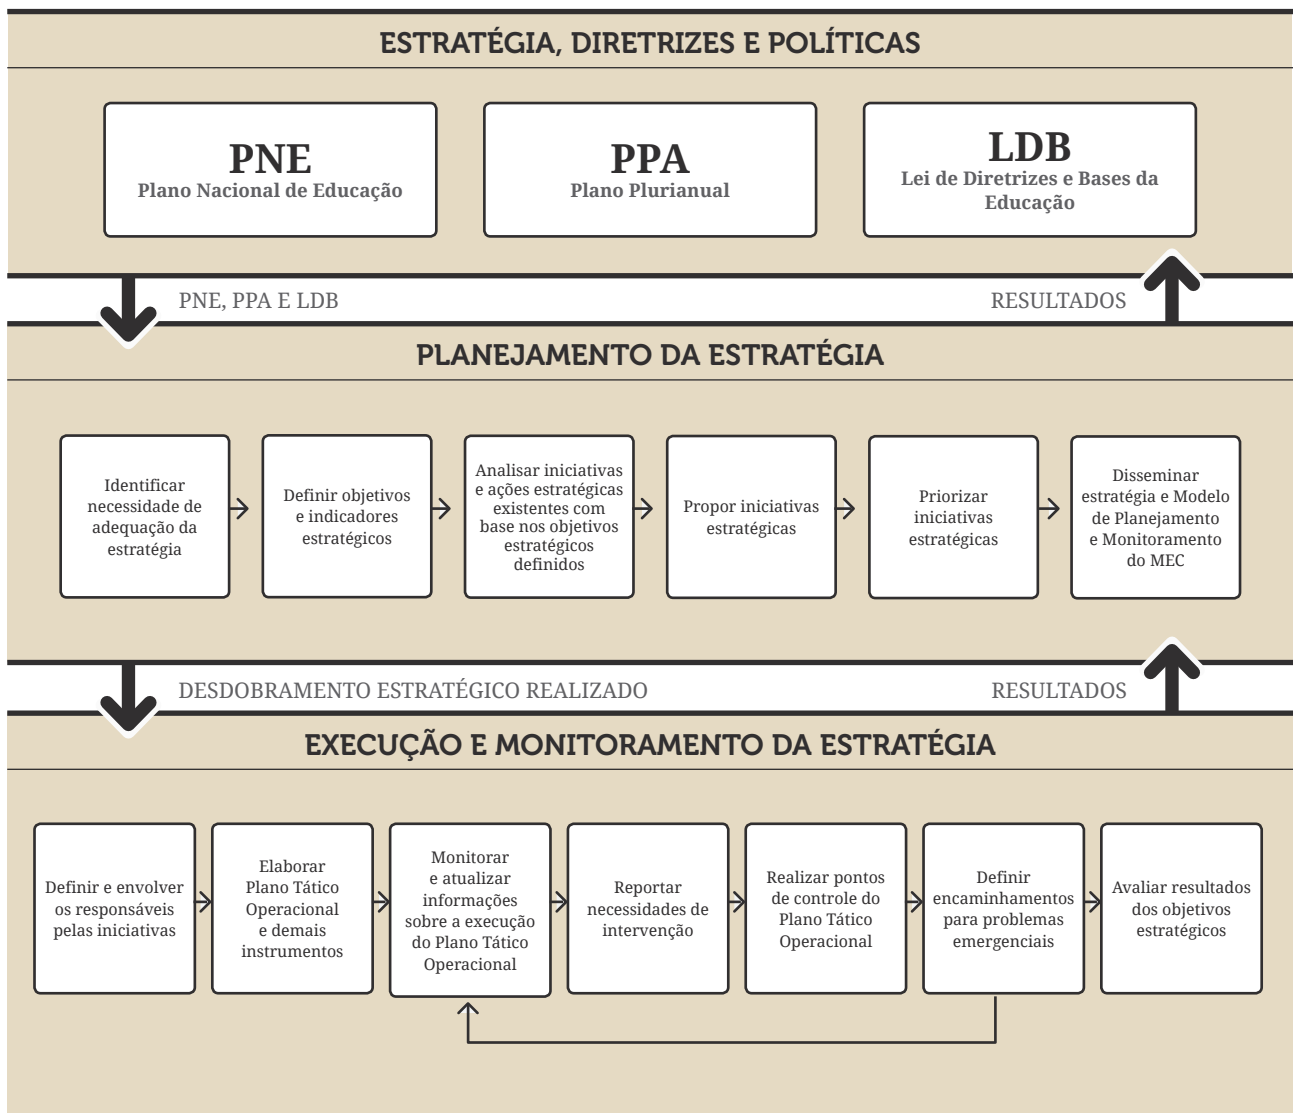 ESTRATÉGIA, DIRETRIZES E POLÍTICAS
PNE
Plano Nacional de Educação
PPA
Plano Plurianual
LDB
Lei de Diretrizes e Bases da
Educação
PNE, PPA E LDB
RESULTADOS
PLANEJAMENTO DA ESTRATÉGIA
Identificar
necessidade de
adequação da
estratégia
Definir objetivos
e indicadores
estratégicos
Analisar iniciativas
e ações estratégicas
existentes com
base nos objetivos
estratégicos
definidos
Propor iniciativas
estratégicas
Priorizar
iniciativas
estratégicas
Disseminar
estratégia e Modelo
de Planejamento
e Monitoramento
do MEC
DESDOBRAMENTO ESTRATÉGICO REALIZADO
RESULTADOS
EXECUÇÃO E MONITORAMENTO DA ESTRATÉGIA
Definir e envolver
os responsáveis
pelas iniciativas
Elaborar
Plano Tático
Operacional
e demais
instrumentos
Monitorar
e atualizar
informações
sobre a execução
do Plano Tático
Operacional
Reportar
necessidades de
intervenção
Realizar pontos
de controle do
Plano Tático
Operacional
Definir
encaminhamentos
para problemas
emergenciais
Avaliar resultados
dos objetivos
estratégicos